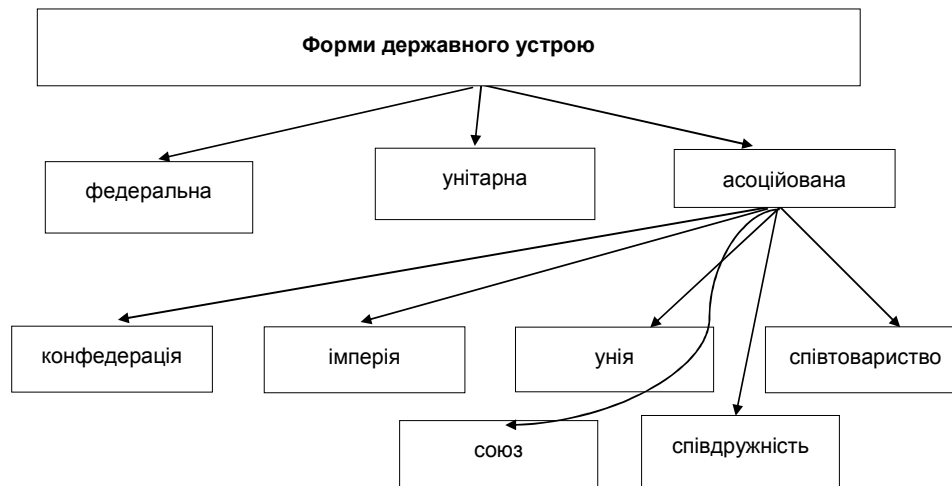 Форми державного устрою
федеральна
унітарна
асоційована
конфедерація
імперія
унія
співтовариство
союз
співдружність